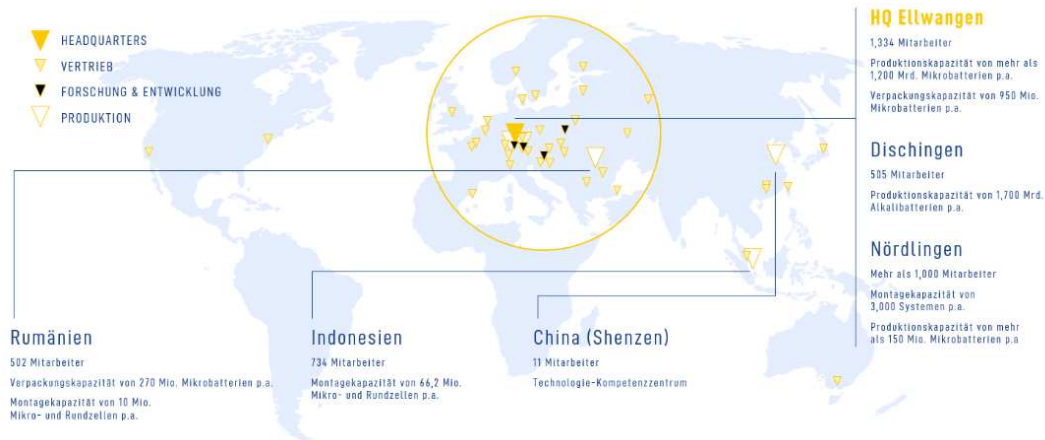 HEADQUARTERS
VERTRIEB
FORSCHUNG & ENTWICKLUNG
PRODUKTION
HQ Ellwangen
1,334 Mitarbeiter
Produktionskapazität von mehr als
1,200 Mrd. Mikrobatterien p.a.
Verpackungskapazität von 950 Mio.
Mikrobatterien p.a.
Dischingen
505 Mitarbeiter
Produktionskapazität von 1,700 Mrd.
Alkalibatterien p.a.
Nördlingen
Mehr als 1,000 Mitarbeiter
Montagekapazität von
3,000 Systemen p.a.
Produktionskapazität von mehr
als 150 Mio. Mikrobatterien p.a
Rumänien
502 Mitarbeiter
Verpackungskapazität von 270 Mio. Mikrobatterien p.a.
Montagekapazität von 10 Mio.
Mikro- und Rundzellen p.a.
Indonesien
734 Mitarbeiter
Montagekapazität von 66,2 Mio.
Mikro- und Rundzellen p.a.
China (Shenzen)
11 Mitarbeiter
Technologie-Kompetenzzentrum